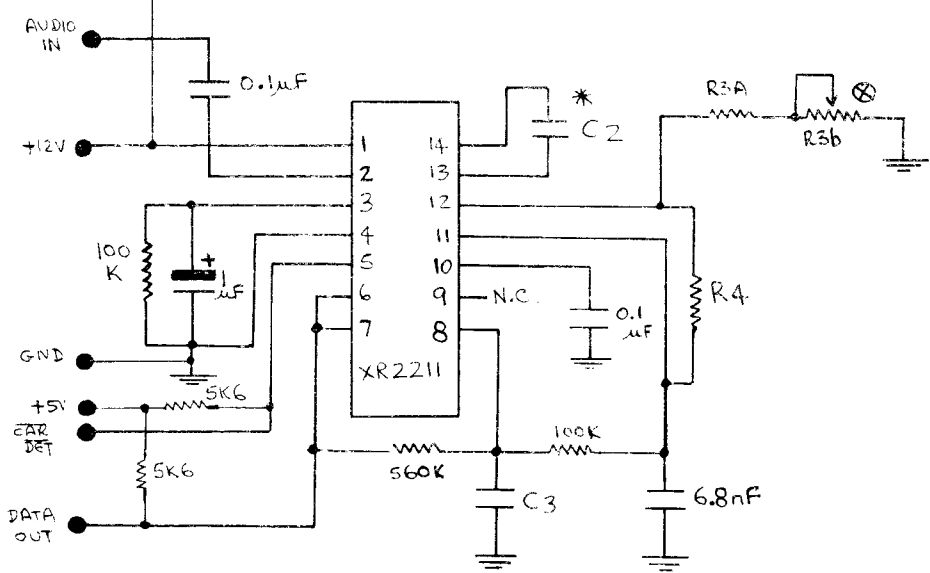 AUDIO
IN
0.1µF
+12V
1
2
3
4
5
6
7
14
13
12
11
10
9
8
XR2211
*
C2
R3A
R3b
100
K
+
1
µF
N.C.
0.1
µF
R4
GND
+5V
5K6
CAR
DET
5K6
560K
100K
C3
6.8nF
DATA
OUT